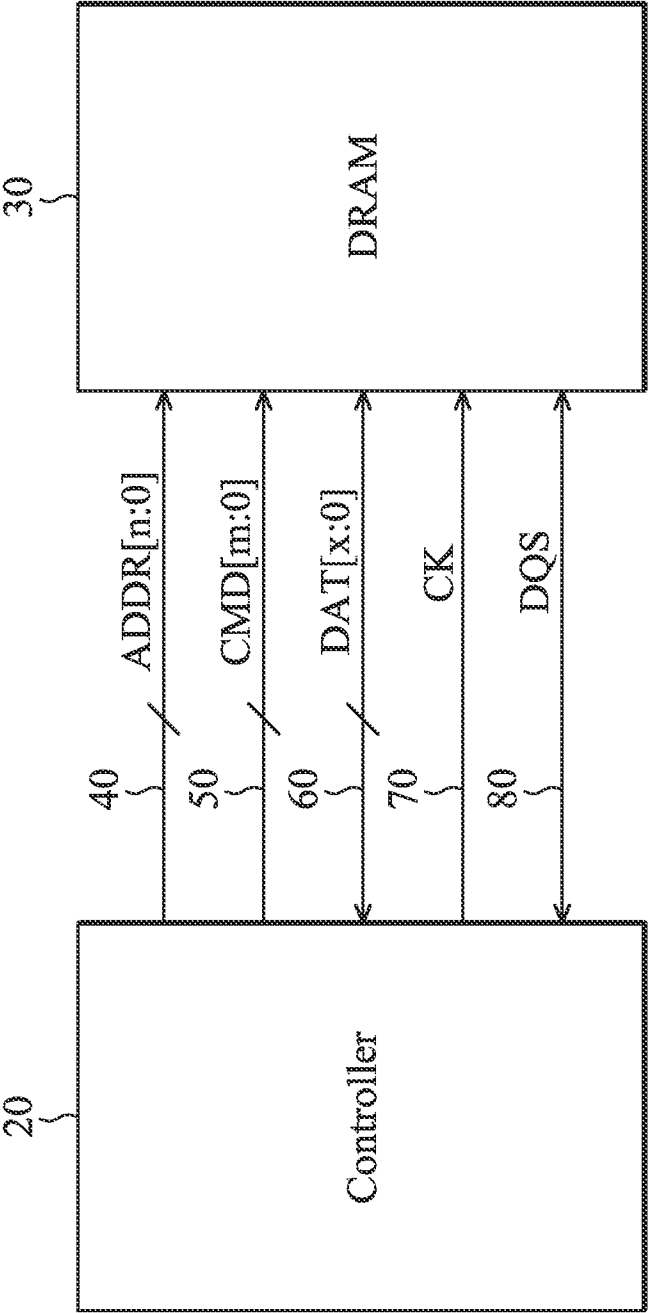 20
30
Controller
DRAM
40
ADDR[n:0]
50
CMD[m:0]
60
DAT[x:0]
70
CK
80
DQS